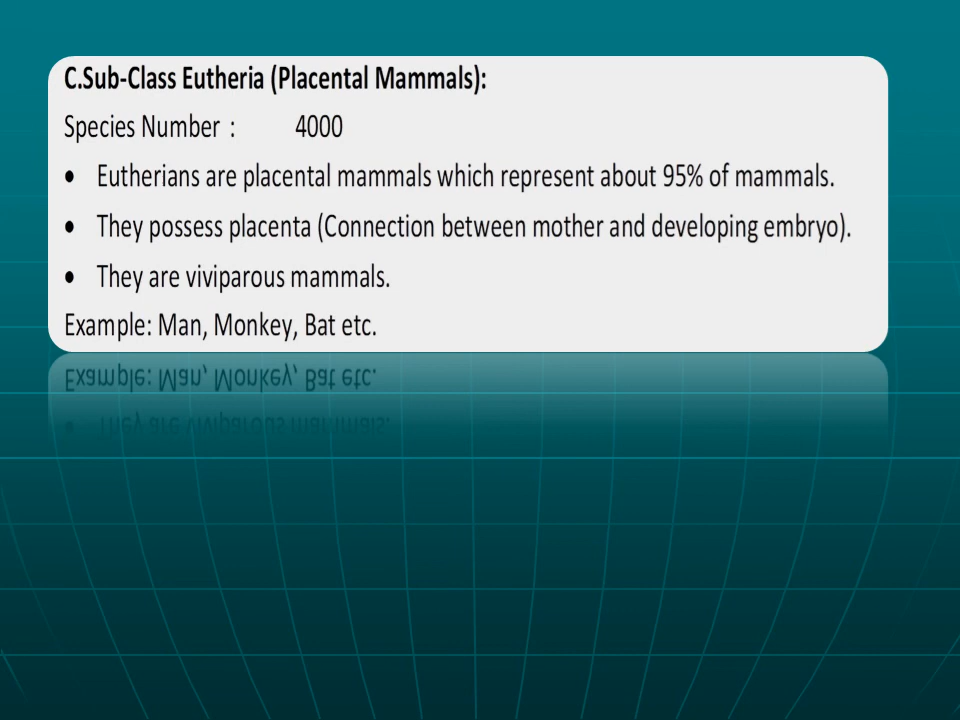 C.Sub-Class Eutheria (Placental Mammals):
Species Number : 4000
• Eutherians are placental mammals which represent about 95% of mammals.
• They possess placenta (Connection between mother and developing embryo).
• They are viviparous mammals.
Example: Man, Monkey, Bat etc.